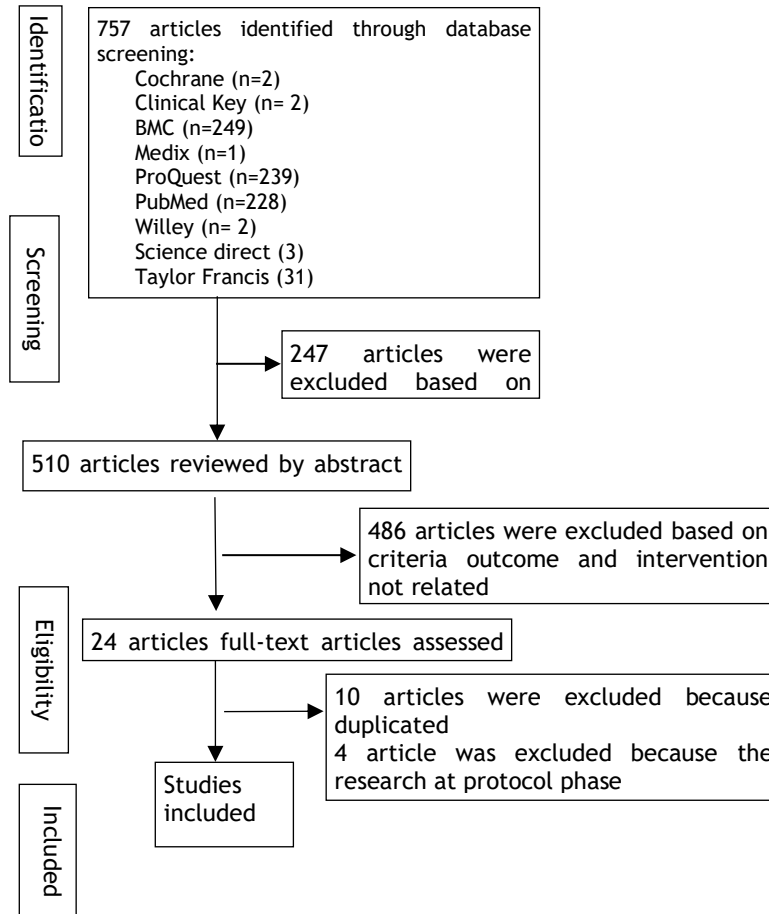 Identificatio
757 articles identified through database
screening:
Cochrane (n=2)
Clinical Key (n= 2)
BMC (n=249)
Medix (n=1)
ProQuest (n=239)
PubMed (n=228)
Willey (n= 2)
Science direct (3)
Taylor Francis (31)
Screening
247 articles were
excluded based on
510 articles reviewed by abstract
486 articles were excluded based on
criteria outcome and intervention
not related
Eligibility
24 articles full-text articles assessed
10 articles were excluded because
duplicated
4 article was excluded because the
research at protocol phase
Studies
included
Included